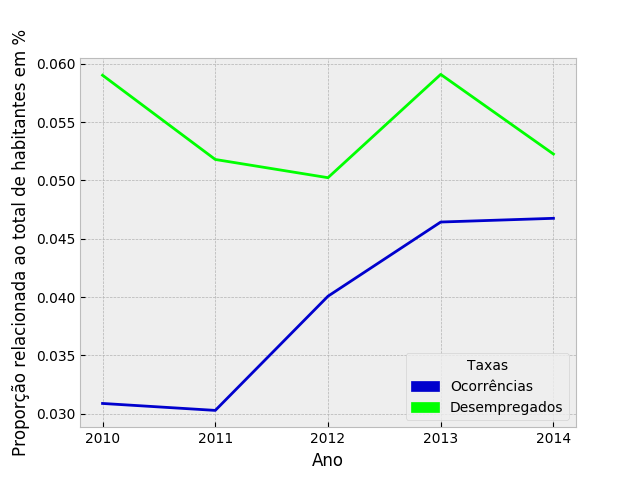 Proporção relacionada ao total de habitantes em %
0.060
0.055
0.050
0.045
0.040
0.035
0.030
Taxas
Ocorrências
Desempregados
2010 2011 2012 2013 2014
Ano